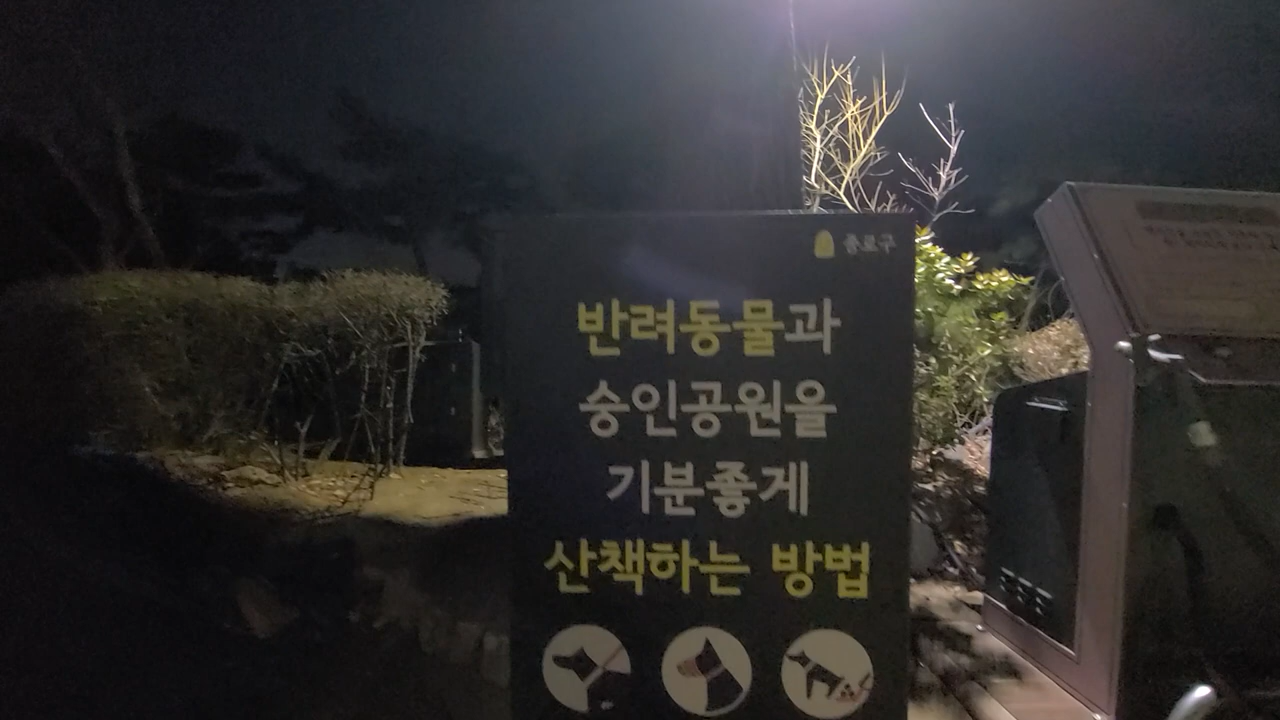 종로구
반려동물과
숭인공원을
기분좋게
산책하는 방법